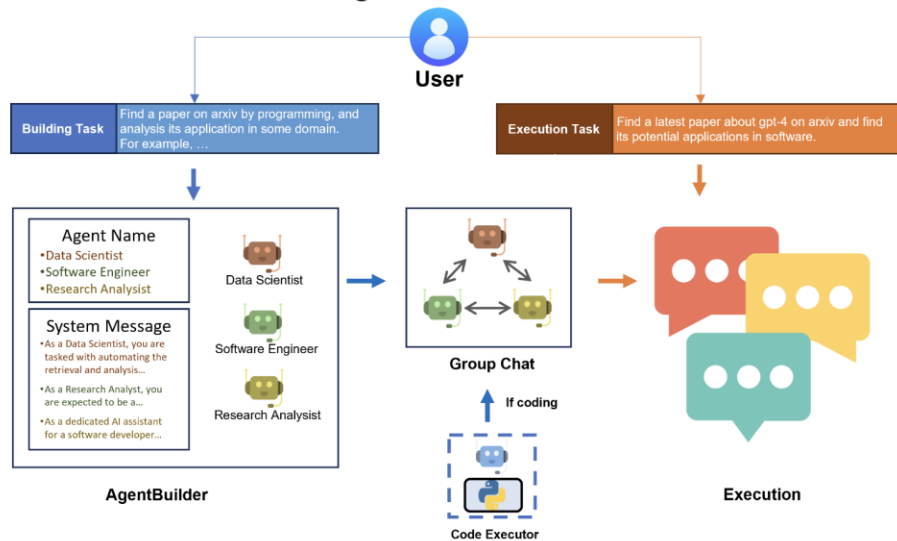 User
Building Task
Find a paper on arxiv by programming, and
analysis its application in some domain.
For example, ...
Execution Task
Find a latest paper about gpt-4 on arxiv and find
its potential applications in software.
Agent Name
•Data Scientist
•Software Engineer
•Research Analyst
System Message
•As a Data Scientist, you are
tasked with automating the
retrieval and analysis...
•As a Research Analyst, you
are expected to be a...
•As a dedicated AI assistant
for a software developer...
Data Scientist
Software Engineer
Research Analysist
AgentBuilder
Group Chat
If coding
Code Executor
Execution